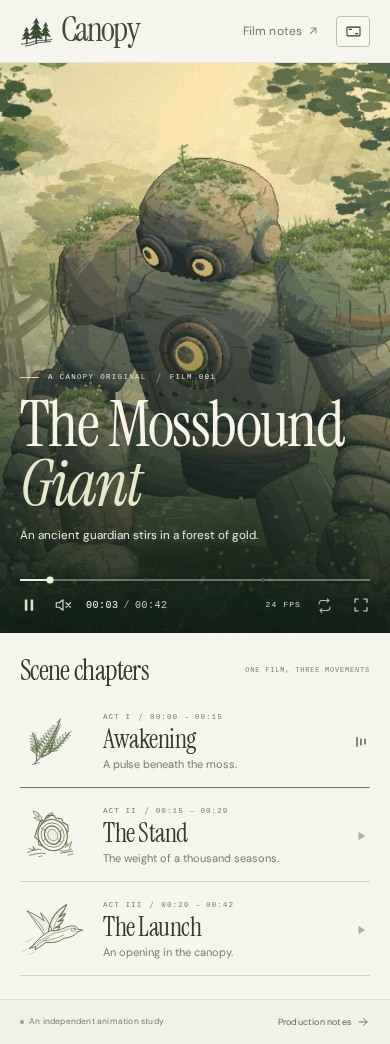 Canopy
Film notes ↗
A CANOPY ORIGINAL / FILM 001
The Mossbound
Giant
An ancient guardian stirs in a forest of gold.
00:03 / 00:42
24 FPS
Scene chapters
ONE FILM, THREE MOVEMENTS
ACT I / 00:00 – 00:15
Awakening
A pulse beneath the moss.
ACT II / 00:15 – 00:29
The Stand
The weight of a thousand seasons.
ACT III / 00:29 – 00:42
The Launch
An opening in the canopy.
An independent animation study
Production notes →